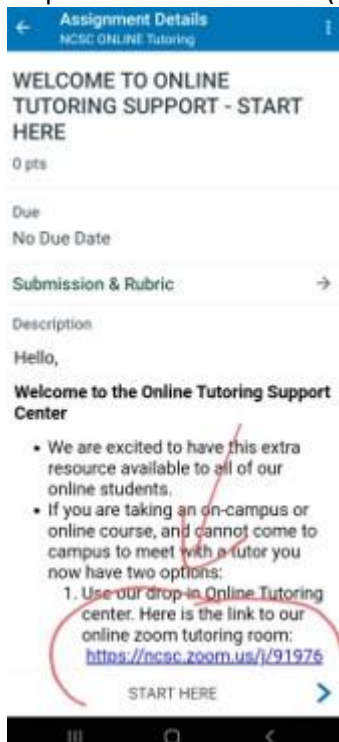 Assignment Details
NCSC ONLINE Tutoring
WELCOME TO ONLINE
TUTORING SUPPORT - START
HERE
0 pts
Due
No Due Date
Submission & Rubric
Description
Hello,
Welcome to the Online Tutoring Support
Center
• We are excited to have this extra
resource available to all of our
online students.
• If you are taking an on-campus or
online course, and cannot come to
campus to meet with a tutor you
now have two options:
1. Use our drop-in Online Tutoring
center. Here is the link to our
online zoom tutoring room:
https://ncsc.zoom.us/j/91976
START HERE